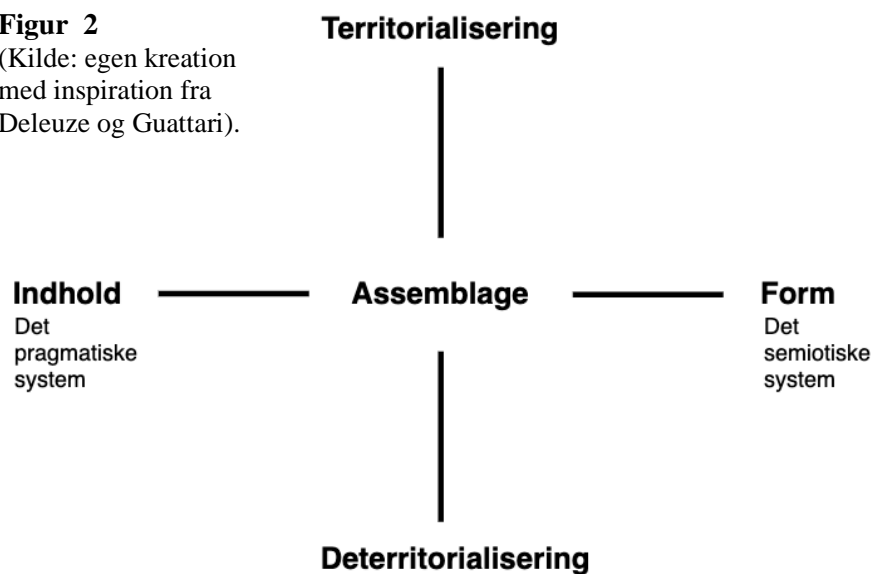 Figur 2
(Kilde: egen kreation
med inspiration fra
Deleuze og Guattari).
Territorialisering
Indhold
Det
pragmatiske
system
Assemblage
Form
Det
semiotiske
system
Deterritorialisering